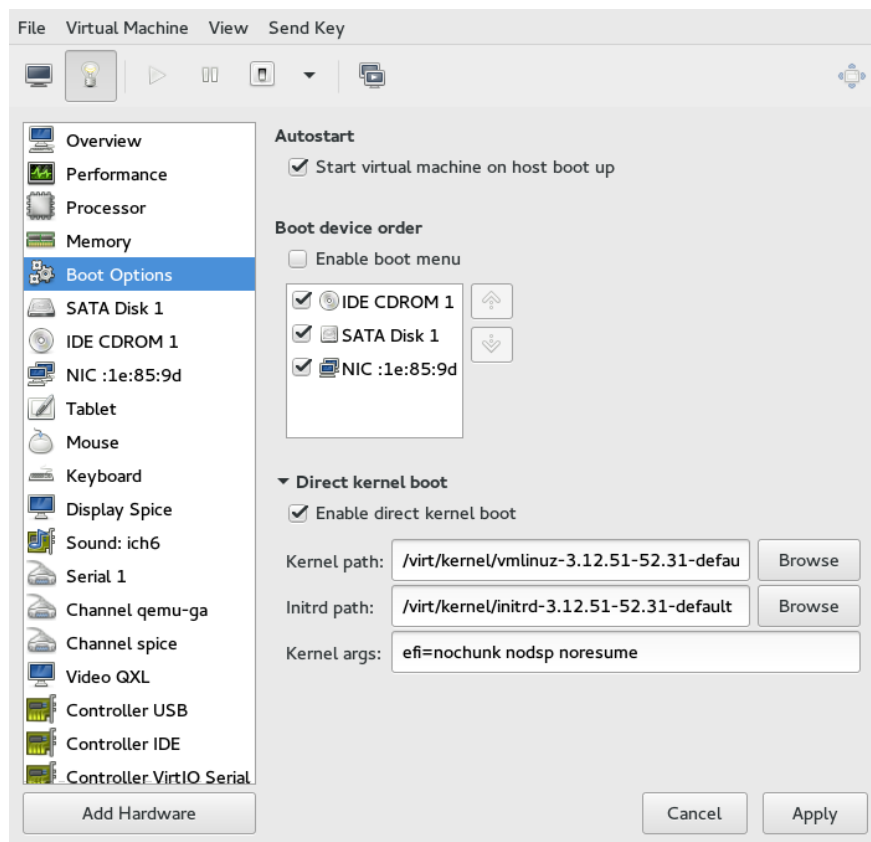 File Virtual Machine View Send Key
Overview
Performance
Processor
Memory
Boot Options
SATA Disk 1
IDE CDROM 1
NIC :1e:85:9d
Tablet
Mouse
Keyboard
Display Spice
Sound: ich6
Serial 1
Channel qemu-ga
Channel spice
Video QXL
Controller USB
Controller IDE
Controller VirtIO Serial
Add Hardware
Autostart
Start virtual machine on host boot up
Boot device order
Enable boot menu
IDE CDROM 1
SATA Disk 1
NIC :1e:85:9d
Direct kernel boot
Enable direct kernel boot
Kernel path: /virt/kernel/vmlinuz-3.12.51-52.31-defau Browse
Initrd path: /virt/kernel/initrd-3.12.51-52.31-default Browse
Kernel args: efi=nochunk nodsp noresume
Cancel Apply